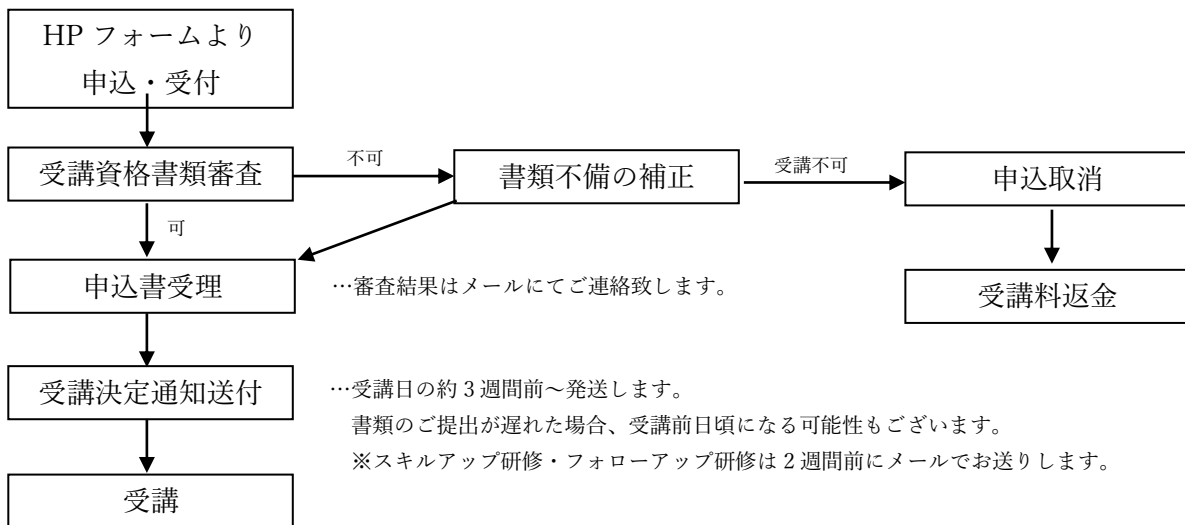 HP フォームより
申込・受付
受講資格書類審査
不可
書類不備の補正
受講不可
申込取消
可
申込書受理
…審査結果はメールにてご連絡致します。
受講料返金
受講決定通知送付
…受講日の約3週間前～発送します。
書類のご提出が遅れた場合、受講前日頃になる可能性もございます。
※スキルアップ研修・フォローアップ研修は2週間前にメールでお送りします。
受講